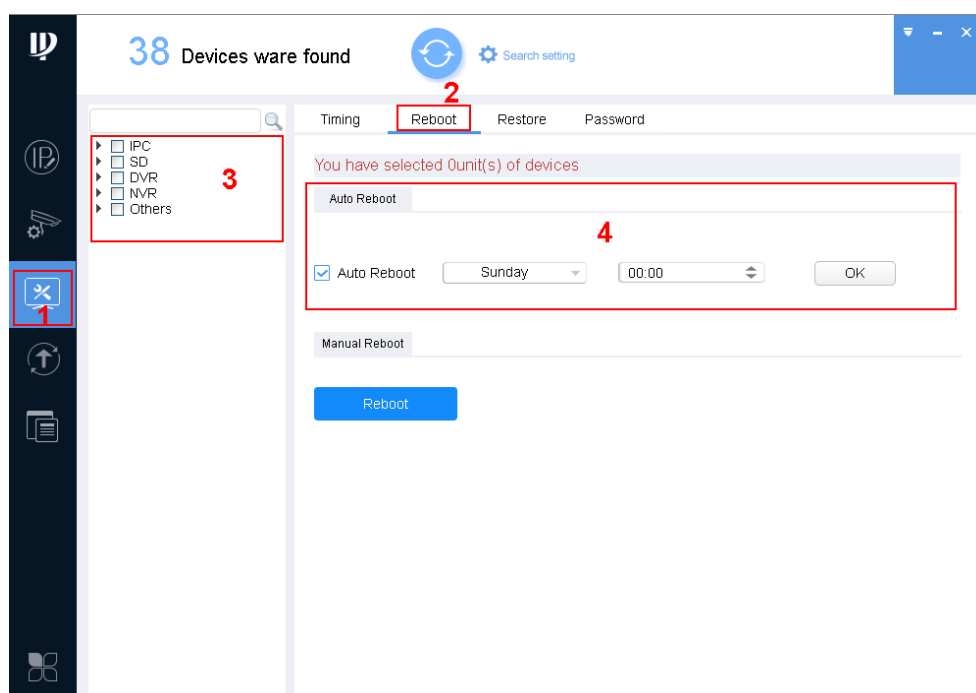 38 Devices ware found
Search setting
2
Timing Reboot Restore Password
IPC
SD
DVR
NVR
Others
3
You have selected 0unit(s) of devices
Auto Reboot
4
Auto Reboot Sunday 00:00 OK
1
Manual Reboot
Reboot
IP